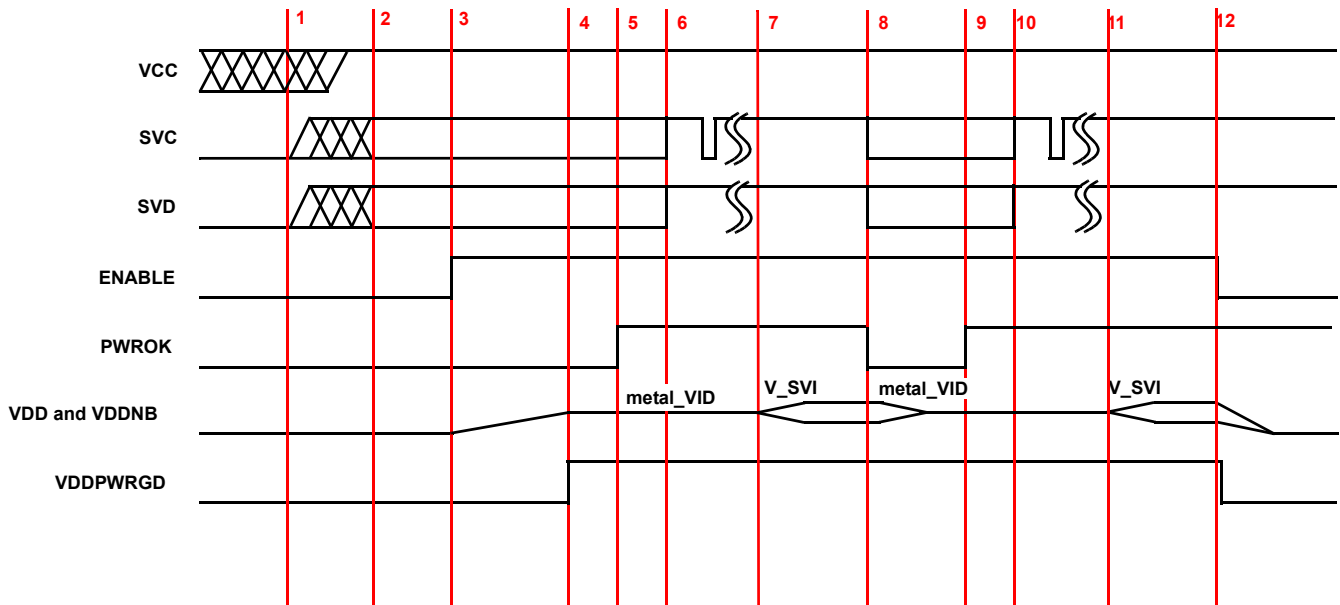 1 2 3 4 5 6 7 8 9 10 11 12
VCC
SVC
SVD
ENABLE
PWROK
metal_VID V_SVI metal_VID V_SVI
VDD and VDDNB
VDDPWRGD